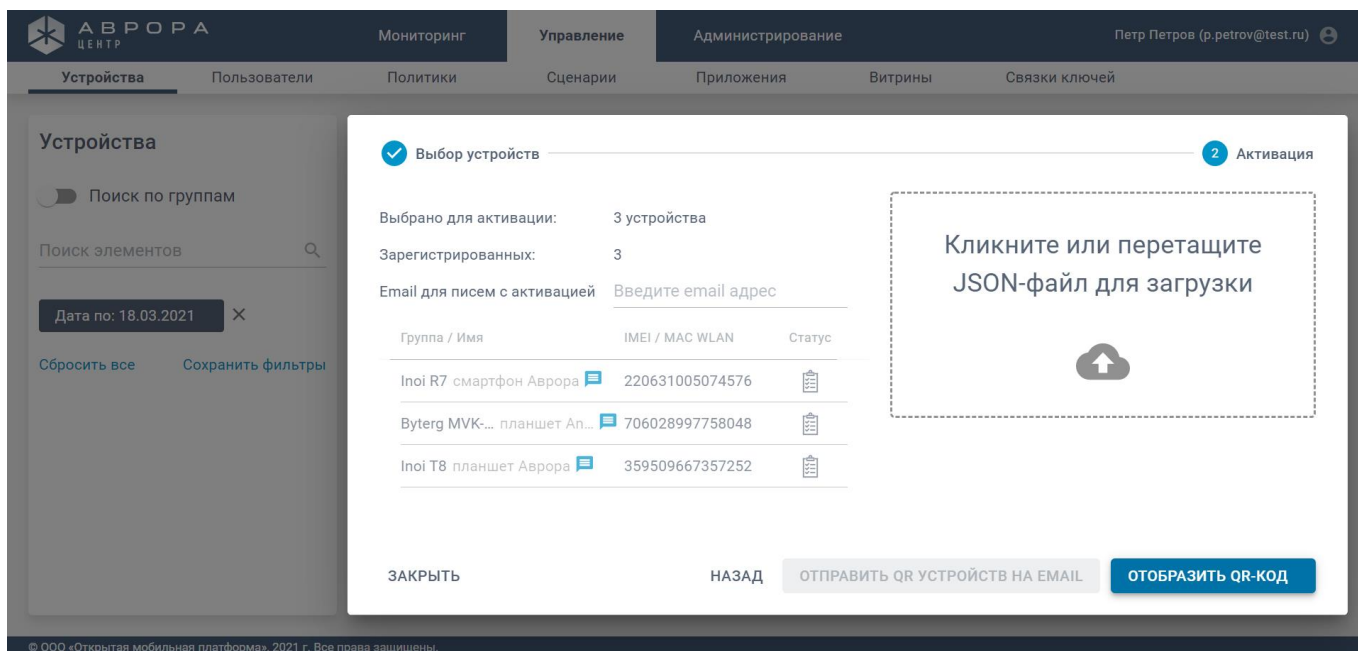 АВРОРА
ЦЕНТР
Мониторинг Управление Администрирование Петр Петров (p.petrov@test.ru)
Устройства Пользователи Политики Сценарии Приложения Витрины Связки ключей
Устройства
Поиск по группам
Поиск элементов
Дата по: 18.03.2021
Сбросить все Сохранить фильтры
Выбор устройств 2 Активация
Выбрано для активации: 3 устройства
Зарегистрированных: 3
Email для писем с активацией Введите email адрес
Группа / Имя IMEI / MAC WLAN Статус
Inoi R7 смартфон Аврора 220631005074576
Byterg MVK-... планшет An... 706028997758048
Inoi T8 планшет Аврора 359509667357252
Кликните или перетащите
JSON-файл для загрузки
ЗАКРЫТЬ НАЗАД ОТПРАВИТЬ QR УСТРОЙСТВ НА EMAIL ОТОБРАЗИТЬ QR-КОД
© ООО «Открытая мобильная платформа», 2021 г. Все права защищены.